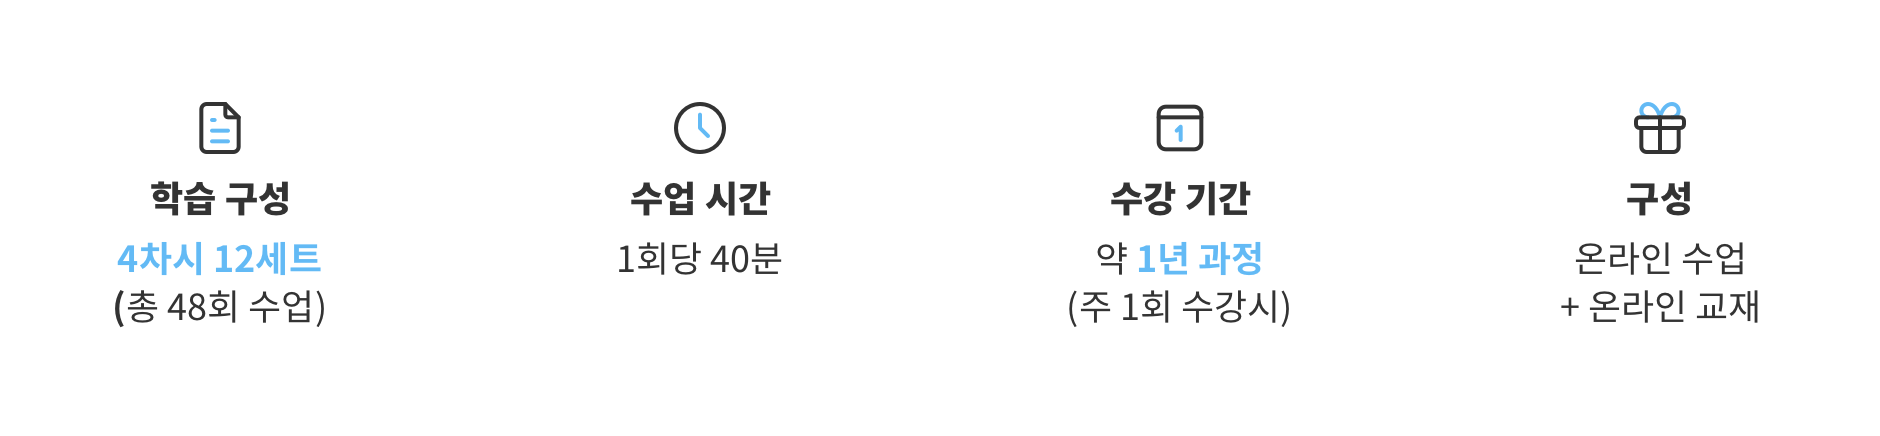 학습 구성
4차시 12세트
(총 48회 수업)
수업 시간
1회당 40분
수강 기간
1
약 1년 과정
(주 1회 수강시)
구성
온라인 수업
+ 온라인 교재